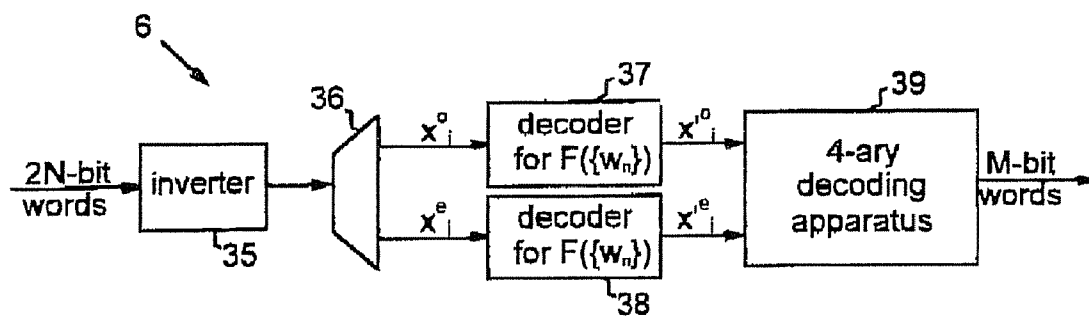 6
2N-bit
words
inverter
35
36
x°ᵢ
xᵉᵢ
37
decoder
for F({wₙ})
decoder
for F({wₙ})
38
x'°ᵢ
x'ᵉᵢ
39
4-ary
decoding
apparatus
M-bit
words